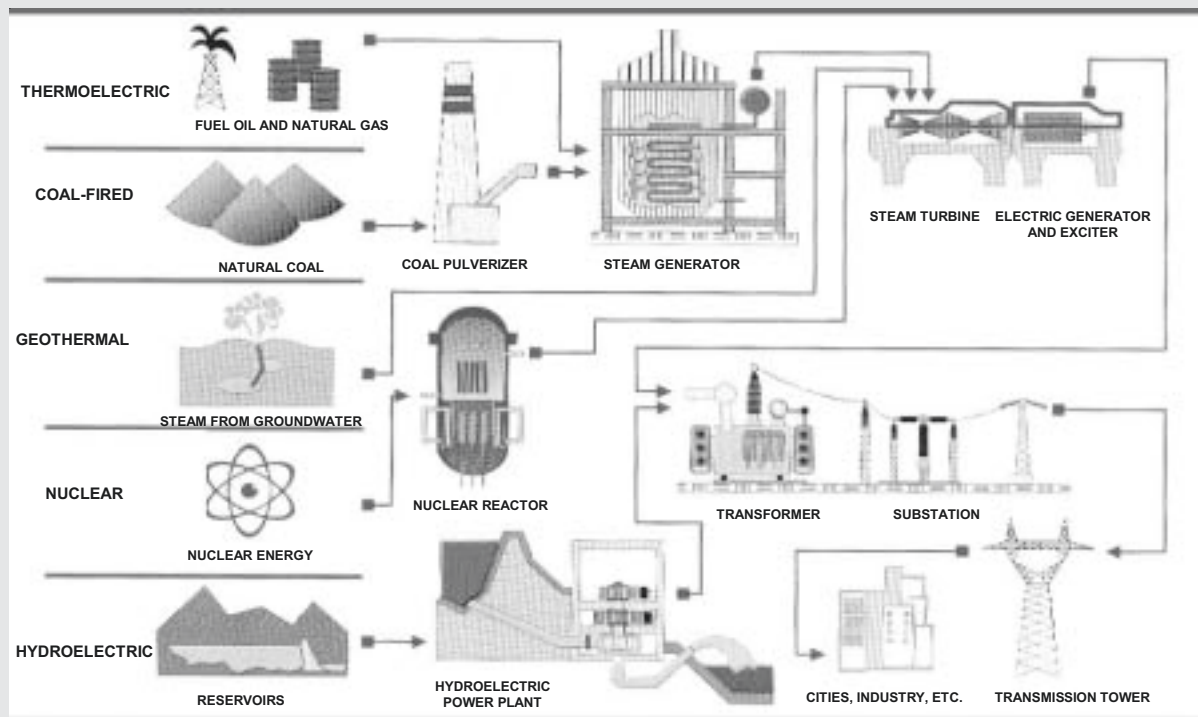 THERMOELECTRIC
FUEL OIL AND NATURAL GAS
COAL-FIRED
NATURAL COAL
COAL PULVERIZER
STEAM GENERATOR
STEAM TURBINE
ELECTRIC GENERATOR
AND EXCITER
GEOTHERMAL
STEAM FROM GROUNDWATER
NUCLEAR
NUCLEAR ENERGY
NUCLEAR REACTOR
TRANSFORMER
SUBSTATION
HYDROELECTRIC
RESERVOIRS
HYDROELECTRIC
POWER PLANT
CITIES, INDUSTRY, ETC.
TRANSMISSION TOWER